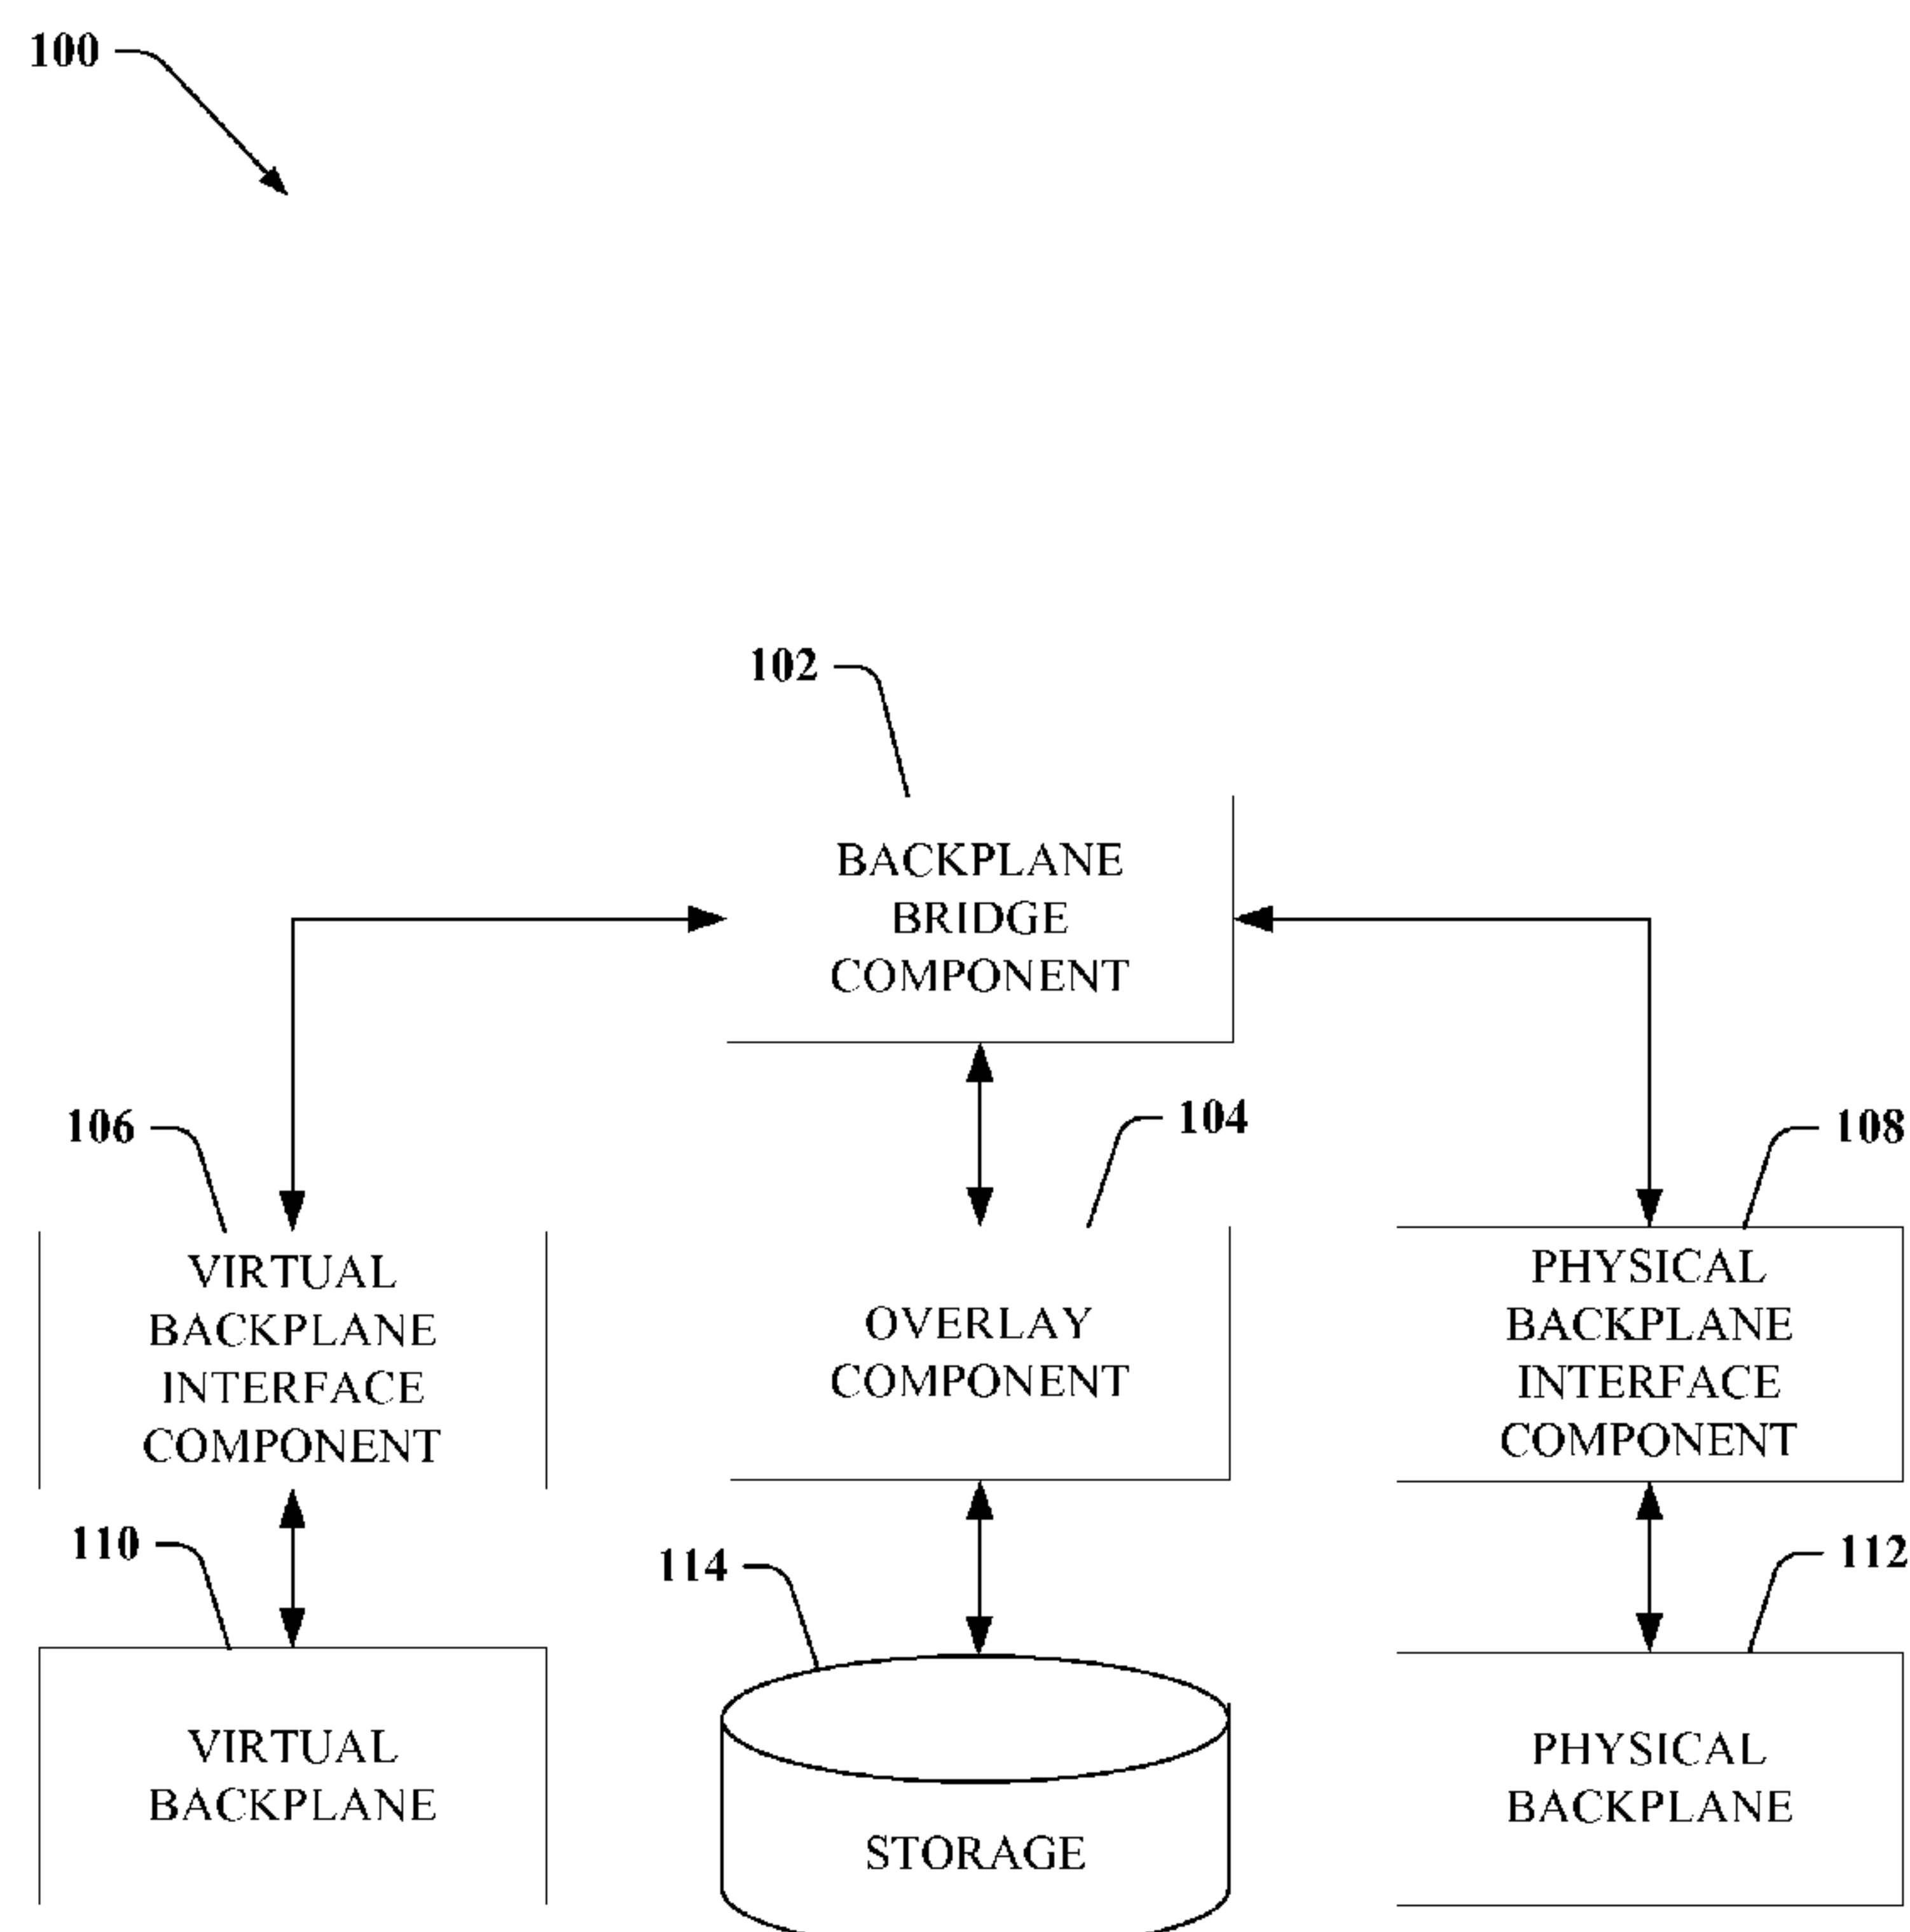 100
102
BACKPLANE
BRIDGE
COMPONENT
106
104
108
VIRTUAL
BACKPLANE
INTERFACE
COMPONENT
OVERLAY
COMPONENT
PHYSICAL
BACKPLANE
INTERFACE
COMPONENT
110
114
112
VIRTUAL
BACKPLANE
STORAGE
PHYSICAL
BACKPLANE